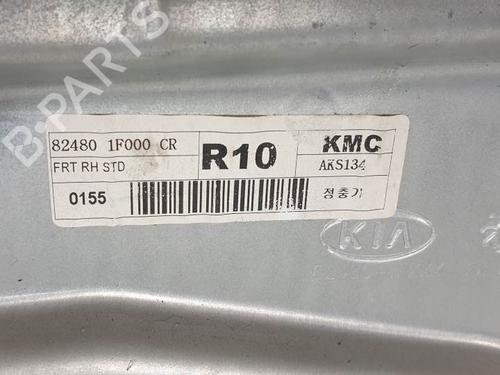 B-PARTS
82480 1F000 CR
R10
KMC
FRT RH STD
AKS134
0155
정충기
KIA